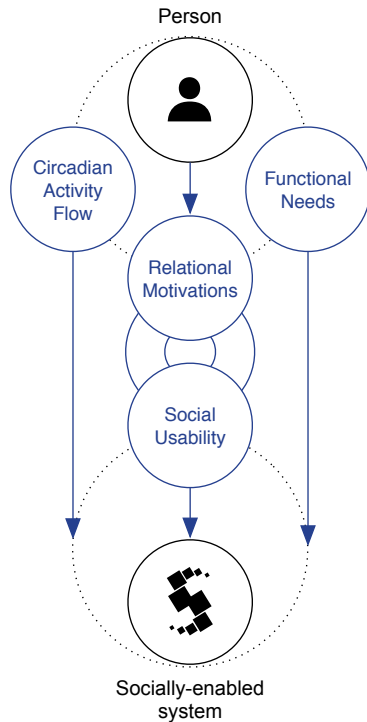 Person
Circadian
Activity
Flow
Functional
Needs
Relational
Motivations
Social
Usability
Socially-enabled
system